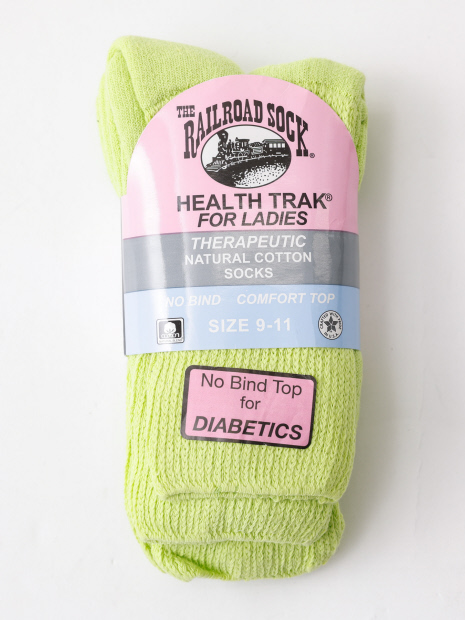 THE
RAILROAD SOCK®
HEALTH TRAK®
FOR LADIES
THERAPEUTIC
NATURAL COTTON
SOCKS
NO BIND COMFORT TOP
SIZE 9-11
No Bind Top
for
DIABETICS